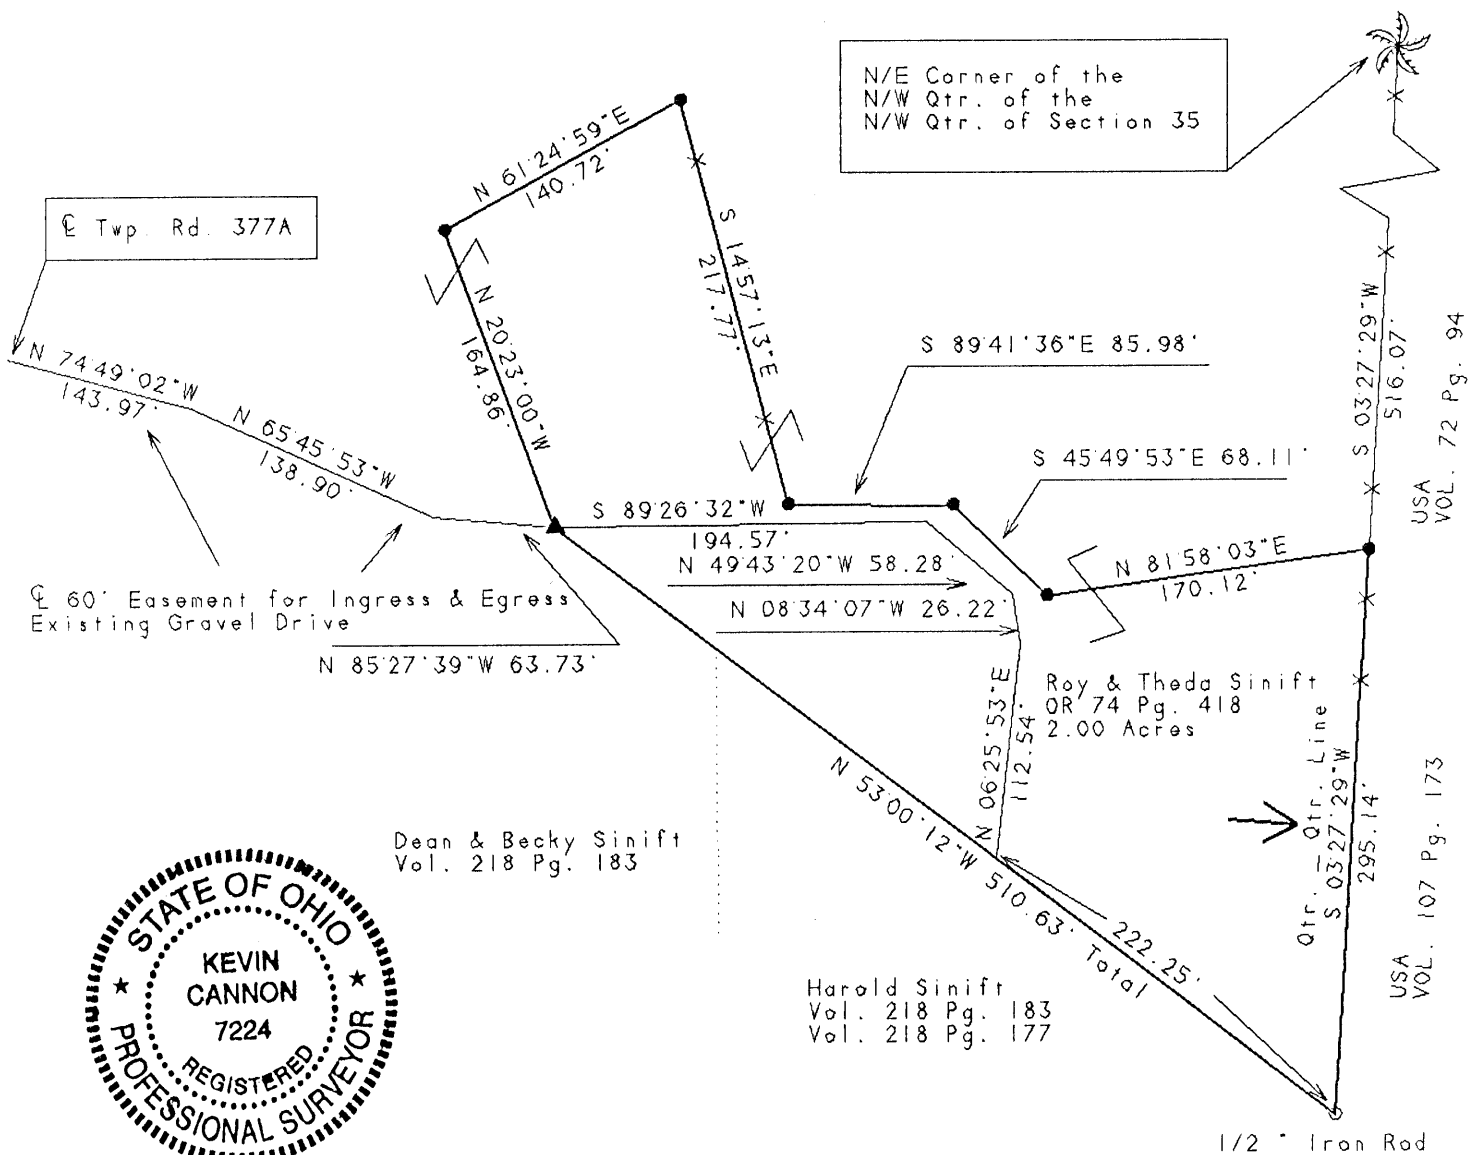 N/E Corner of the
N/W Qtr. of the
N/W Qtr. of Section 35
℄ Twp. Rd. 377A
N 61°24'59"E
140.72'
S 14°57'13"E
217.77'
N 20°23'00"W
164.86'
N 74°49'02"W
143.97'
N 65°45'53"W
138.90'
S 89°41'36"E 85.98'
S 03°27'29"W
516.07'
USA
VOL. 72 Pg. 94
S 45°49'53"E 68.11'
S 89°26'32"W
194.57'
N 49°43'20"W 58.28'
N 08°34'07"W 26.22'
N 81°58'03"E
170.12'
℄ 60' Easement for Ingress & Egress
Existing Gravel Drive
N 85°27'39"W 63.73'
Roy & Theda Sinift
OR 74 Pg. 418
2.00 Acres
N 06°25'53"E
112.54'
Qtr. – Qtr. Line
S 03°27'29"W
295.14'
USA
VOL. 107 Pg. 173
N 53°00'12"W 510.63' Total
222.25'
Dean & Becky Sinift
Vol. 218 Pg. 183
Harold Sinift
Vol. 218 Pg. 183
Vol. 218 Pg. 177
STATE OF OHIO
KEVIN
CANNON
7224
REGISTERED
PROFESSIONAL SURVEYOR
1/2 " Iron Rod